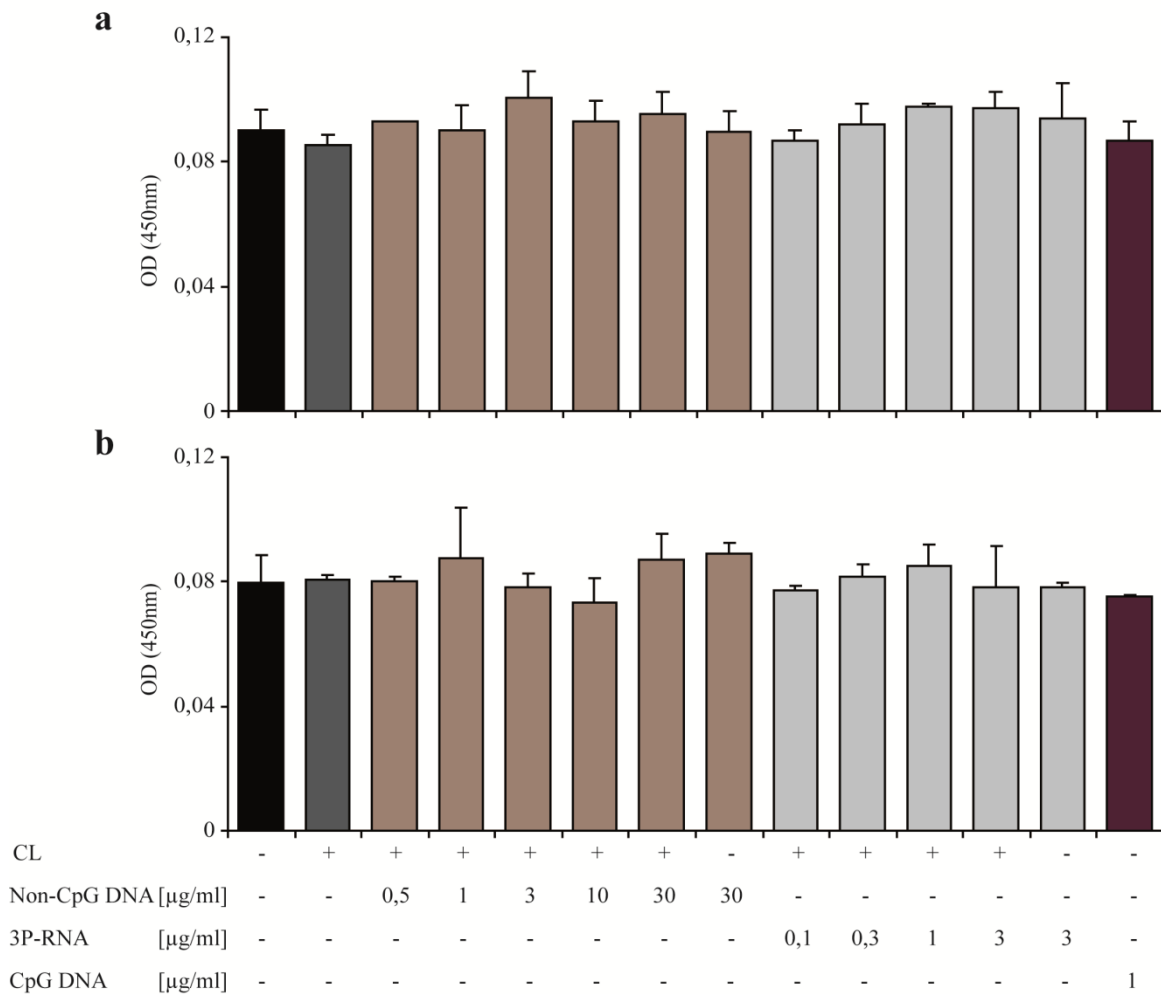 a
0,12
0,08
0,04
0
OD (450nm)
b
0,12
0,08
0,04
0
OD (450nm)
CL - + + + + + + - + + + + - -
Non-CpG DNA [µg/ml] - - 0,5 1 3 10 30 30 - - - - - -
3P-RNA [µg/ml] - - - - - - - - 0,1 0,3 1 3 3 -
CpG DNA [µg/ml] - - - - - - - - - - - - - 1